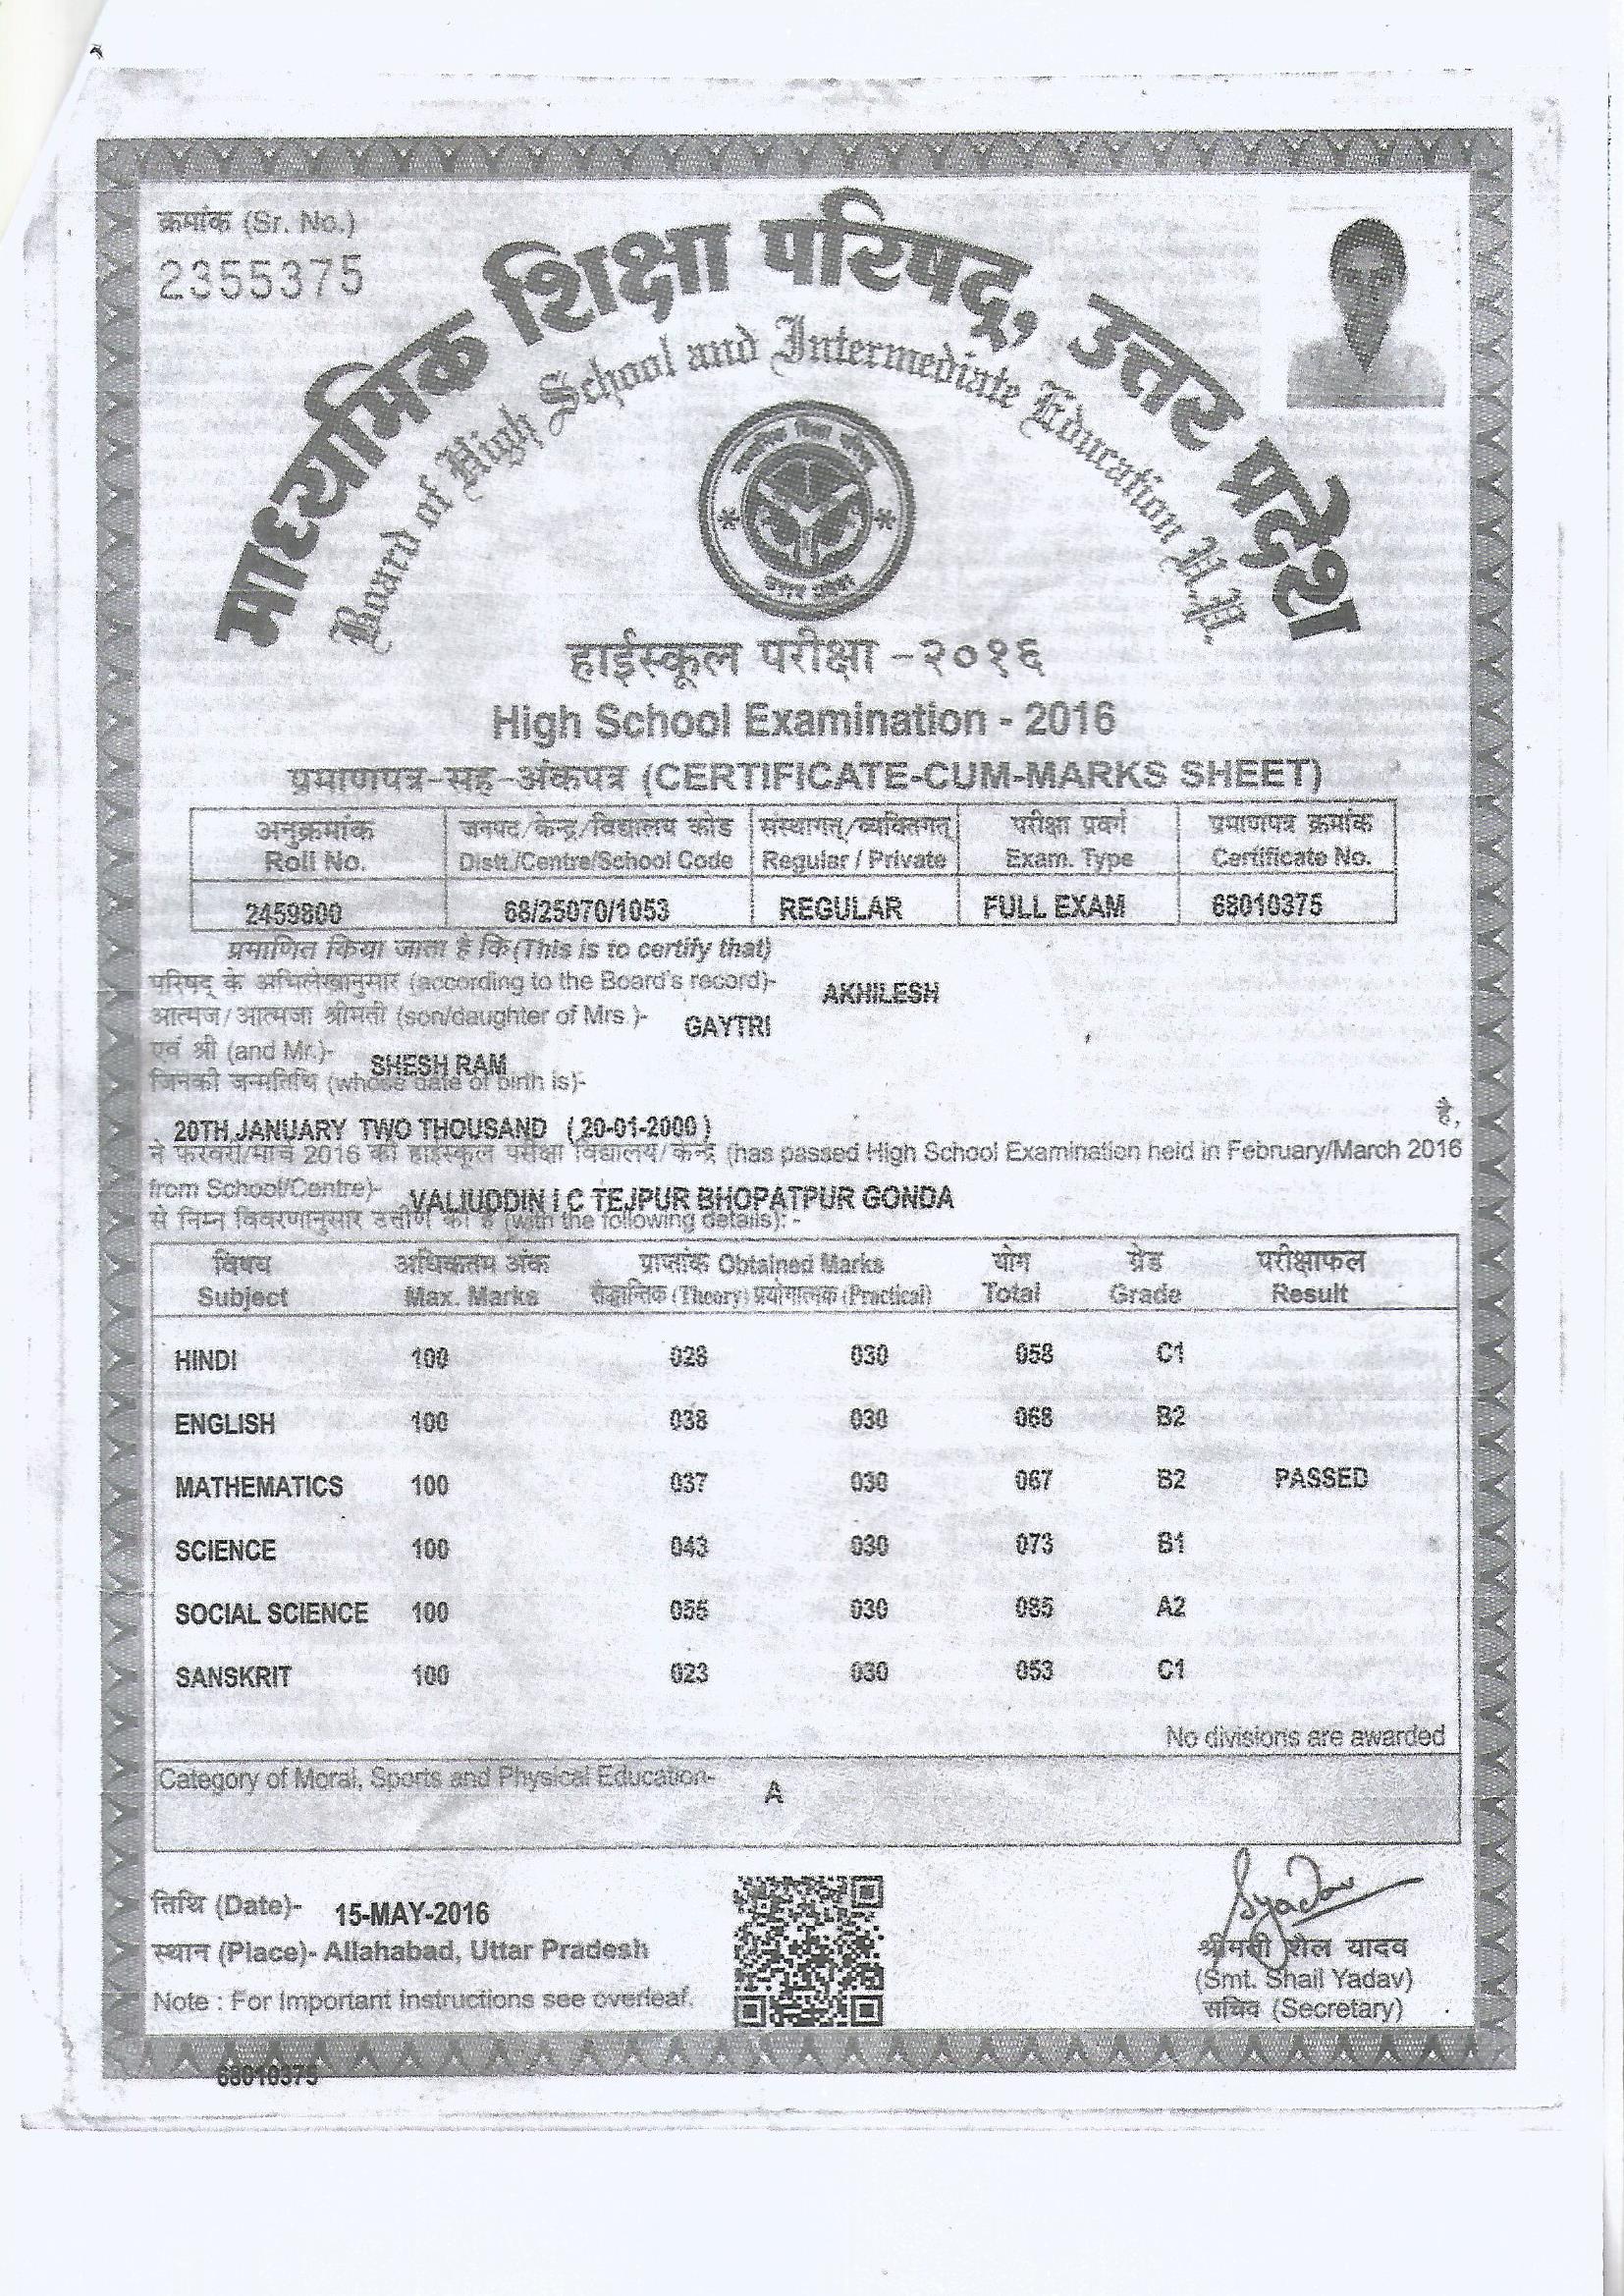 क्रमांक (Sr. No.)
2355375
माध्यमिक शिक्षा परिषद्, उत्तर प्रदेश
Board of High School and Intermediate Education U.P.
हाईस्कूल परीक्षा -२०१६
High School Examination - 2016
प्रमाणपत्र-सह-अंकपत्र (CERTIFICATE-CUM-MARKS SHEET)
अनुक्रमांक जनपद/केन्द्र/विद्यालय कोड संस्थागत्/व्यक्तिगत् परीक्षा प्रवर्ग प्रमाणपत्र क्रमांक
Roll No. Distt./Centre/School Code Regular / Private Exam. Type Certificate No.
2459800 68/25070/1053 REGULAR FULL EXAM 68010375
प्रमाणित किया जाता है कि (This is to certify that)
परिषद् के अभिलेखानुसार (according to the Board's record)- AKHILESH
आत्मज/आत्मजा श्रीमती (son/daughter of Mrs.)- GAYTRI
एवं श्री (and Mr.)- SHESH RAM
जिनकी जन्मतिथि (whose date of birth is)-
20TH JANUARY TWO THOUSAND (20-01-2000) है,
ने फरवरी/मार्च 2016 की हाईस्कूल परीक्षा विद्यालय/केन्द्र (has passed High School Examination held in February/March 2016
from School/Centre)- VALIUDDIN I C TEJPUR BHOPATPUR GONDA
से निम्न विवरणानुसार उत्तीर्ण की है (with the following details): -
विषय अधिकतम अंक प्राप्तांक Obtained Marks योग ग्रेड परीक्षाफल
Subject Max. Marks सैद्धान्तिक (Theory) प्रयोगात्मक (Practical) Total Grade Result
HINDI 100 028 030 058 C1
ENGLISH 100 038 030 068 B2
MATHEMATICS 100 037 030 067 B2 PASSED
SCIENCE 100 043 030 073 B1
SOCIAL SCIENCE 100 055 030 085 A2
SANSKRIT 100 023 030 053 C1
No divisions are awarded
Category of Moral, Sports and Physical Education- A
तिथि (Date)- 15-MAY-2016
स्थान (Place)- Allahabad, Uttar Pradesh
Note : For Important Instructions see overleaf.
Syadav
श्रीमती शैल यादव
(Smt. Shail Yadav)
सचिव (Secretary)
68010375